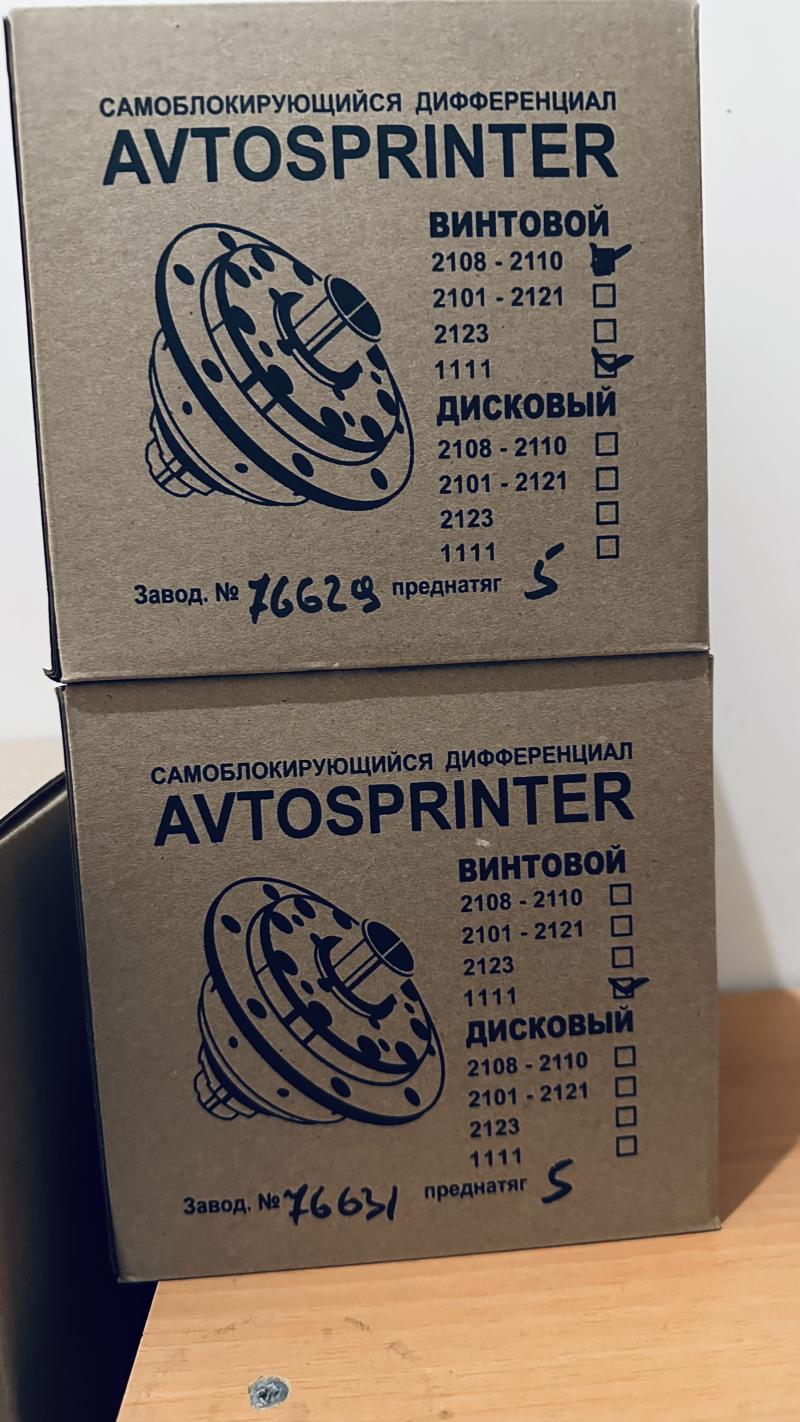 САМОБЛОКИРУЮЩИЙСЯ ДИФФЕРЕНЦИАЛ
AVTOSPRINTER
ВИНТОВОЙ
2108 - 2110
2101 - 2121
2123
1111
ДИСКОВЫЙ
2108 - 2110
2101 - 2121
2123
1111
Завод. № 76629 преднатяг 5
САМОБЛОКИРУЮЩИЙСЯ ДИФФЕРЕНЦИАЛ
AVTOSPRINTER
ВИНТОВОЙ
2108 - 2110
2101 - 2121
2123
1111
ДИСКОВЫЙ
2108 - 2110
2101 - 2121
2123
1111
Завод. № 76631 преднатяг 5